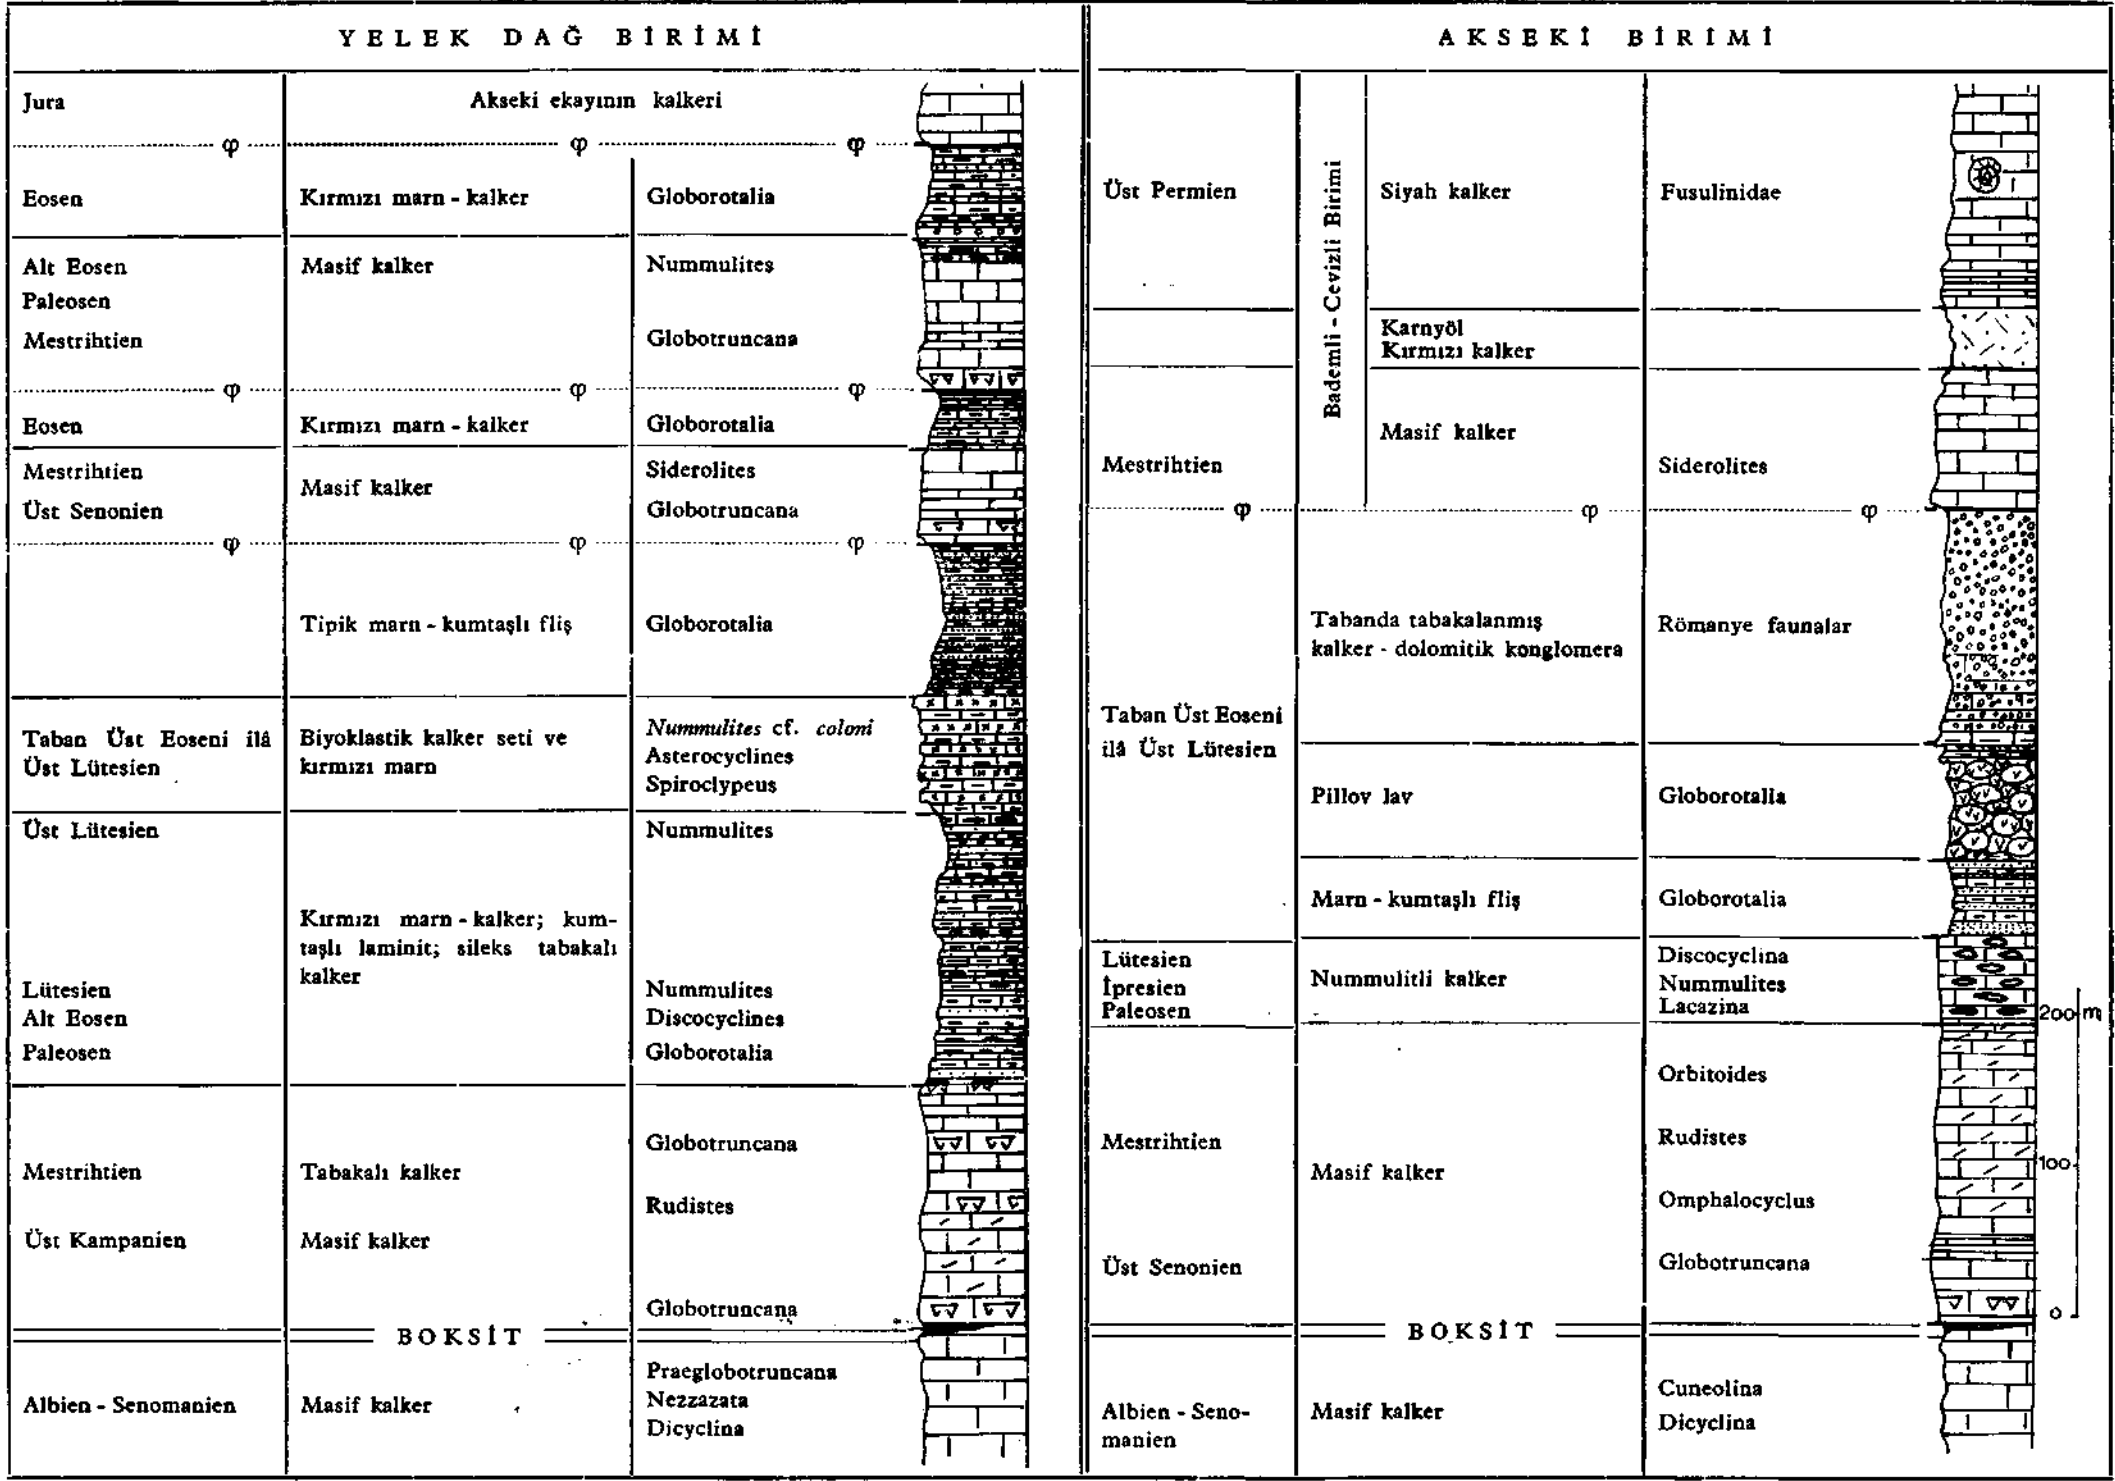 YELEK DAĞ BİRİMİ
Jura
Akseki ekayının kalkeri
φ φ φ
Eosen
Kırmızı marn - kalker
Globorotalia
Alt Eosen
Masif kalker
Nummulites
Paleosen
Mestrihtien
Globotruncana
φ φ φ
Eosen
Kırmızı marn - kalker
Globorotalia
Mestrihtien
Masif kalker
Siderolites
Üst Senonien
Globotruncana
φ φ φ
Tipik marn - kumtaşlı fliş
Globorotalia
Taban Üst Eoseni ilâ
Üst Lütesien
Biyoklastik kalker seti ve
kırmızı marn
Nummulites cf. coloni
Asterocyclines
Spiroclypeus
Üst Lütesien
Nummulites
Kırmızı marn - kalker; kum-
taşlı laminit; sileks tabakalı
kalker
Lütesien
Nummulites
Alt Eosen
Discocyclines
Paleosen
Globorotalia
Globotruncana
Mestrihtien
Tabakalı kalker
Rudistes
Üst Kampanien
Masif kalker
Globotruncana
BOKSİT
Albien - Senomanien
Masif kalker
Praeglobotruncana
Nezzazata
Dicyclina
AKSEKİ BİRİMİ
Üst Permien
Bademli - Cevizli Birimi
Siyah kalker
Fusulinidae
Karnyöl
Kırmızı kalker
Masif kalker
Mestrihtien
Siderolites
φ φ φ
Tabanda tabakalanmış
kalker - dolomitik konglomera
Römanye faunalar
Taban Üst Eoseni
ilâ Üst Lütesien
Pillov lav
Globorotalia
Marn - kumtaşlı fliş
Globorotalia
Lütesien
İpresien
Paleosen
Nummulitli kalker
Discocyclina
Nummulites
Lacazina
200 m
Orbitoides
Mestrihtien
Rudistes
100
Masif kalker
Omphalocyclus
Üst Senonien
Globotruncana
0
BOKSİT
Albien - Seno-
manien
Masif kalker
Cuneolina
Dicyclina